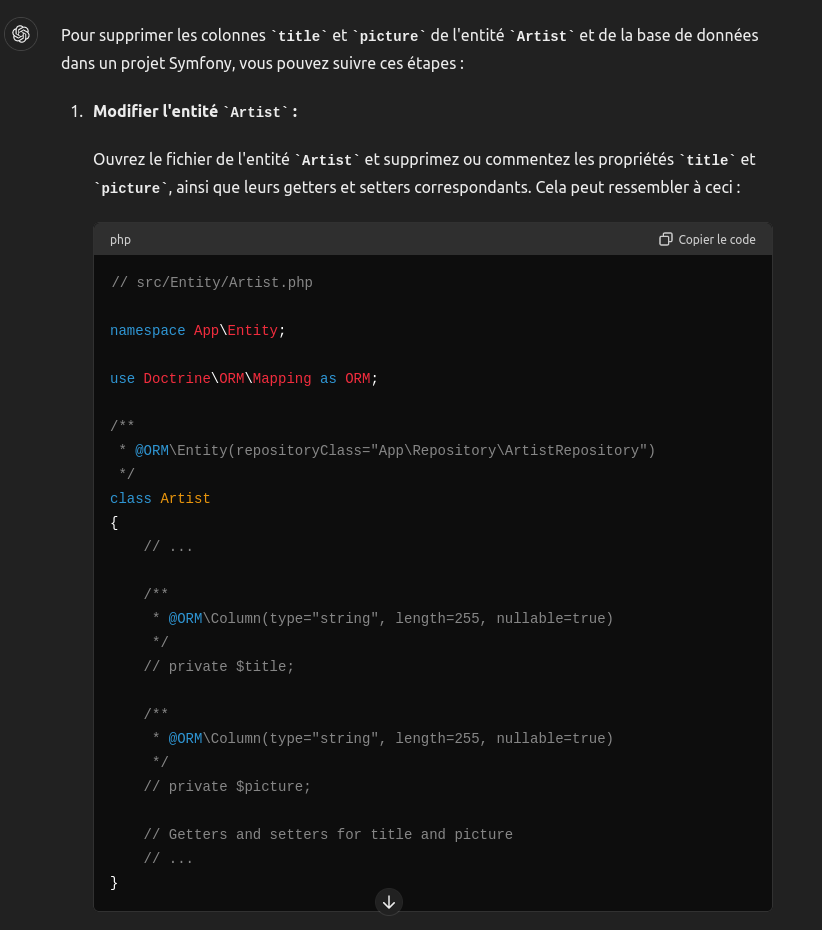 Pour supprimer les colonnes `title` et `picture` de l'entité `Artist` et de la base de données
dans un projet Symfony, vous pouvez suivre ces étapes :
1. Modifier l'entité `Artist` :
Ouvrez le fichier de l'entité `Artist` et supprimez ou commentez les propriétés `title` et
`picture`, ainsi que leurs getters et setters correspondants. Cela peut ressembler à ceci :
php Copier le code
// src/Entity/Artist.php
namespace App\Entity;
use Doctrine\ORM\Mapping as ORM;
/**
 * @ORM\Entity(repositoryClass="App\Repository\ArtistRepository")
 */
class Artist
{
    // ...
    /**
     * @ORM\Column(type="string", length=255, nullable=true)
     */
    // private $title;
    /**
     * @ORM\Column(type="string", length=255, nullable=true)
     */
    // private $picture;
    // Getters and setters for title and picture
    // ...
}